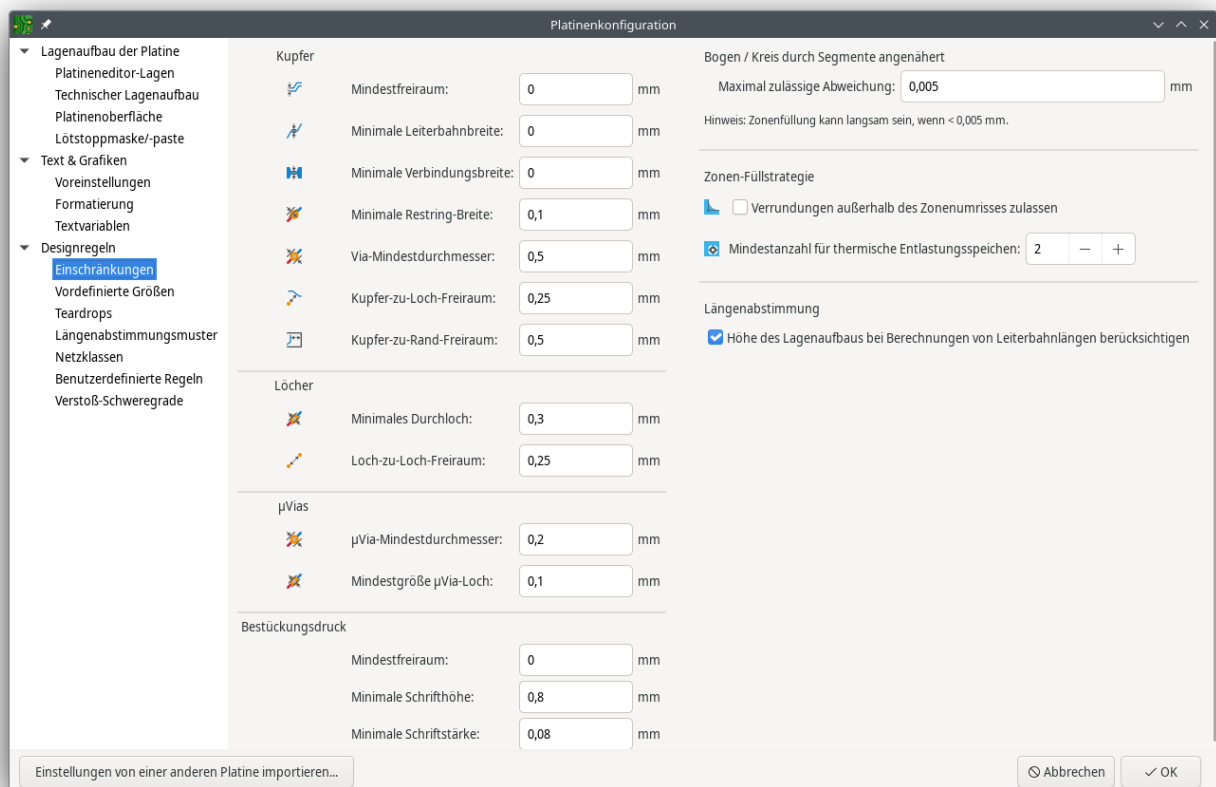 Platinenkonfiguration
Lagenaufbau der Platine
Platineneditor-Lagen
Technischer Lagenaufbau
Platinenoberfläche
Lötstoppmaske/-paste
Text & Grafiken
Voreinstellungen
Formatierung
Textvariablen
Designregeln
Einschränkungen
Vordefinierte Größen
Teardrops
Längenabstimmungsmuster
Netzklassen
Benutzerdefinierte Regeln
Verstoß-Schweregrade
Kupfer
Mindestfreiraum: 0 mm
Minimale Leiterbahnbreite: 0 mm
Minimale Verbindungsbreite: 0 mm
Minimale Restring-Breite: 0,1 mm
Via-Mindestdurchmesser: 0,5 mm
Kupfer-zu-Loch-Freiraum: 0,25 mm
Kupfer-zu-Rand-Freiraum: 0,5 mm
Löcher
Minimales Durchloch: 0,3 mm
Loch-zu-Loch-Freiraum: 0,25 mm
µVias
µVia-Mindestdurchmesser: 0,2 mm
Mindestgröße µVia-Loch: 0,1 mm
Bestückungsdruck
Mindestfreiraum: 0 mm
Minimale Schrifthöhe: 0,8 mm
Minimale Schriftstärke: 0,08 mm
Bogen / Kreis durch Segmente angenähert
Maximal zulässige Abweichung: 0,005 mm
Hinweis: Zonenfüllung kann langsam sein, wenn < 0,005 mm.
Zonen-Füllstrategie
Verrundungen außerhalb des Zonenumrisses zulassen
Mindestanzahl für thermische Entlastungsspeichen: 2 − +
Längenabstimmung
Höhe des Lagenaufbaus bei Berechnungen von Leiterbahnlängen berücksichtigen
Einstellungen von einer anderen Platine importieren...
Abbrechen
OK